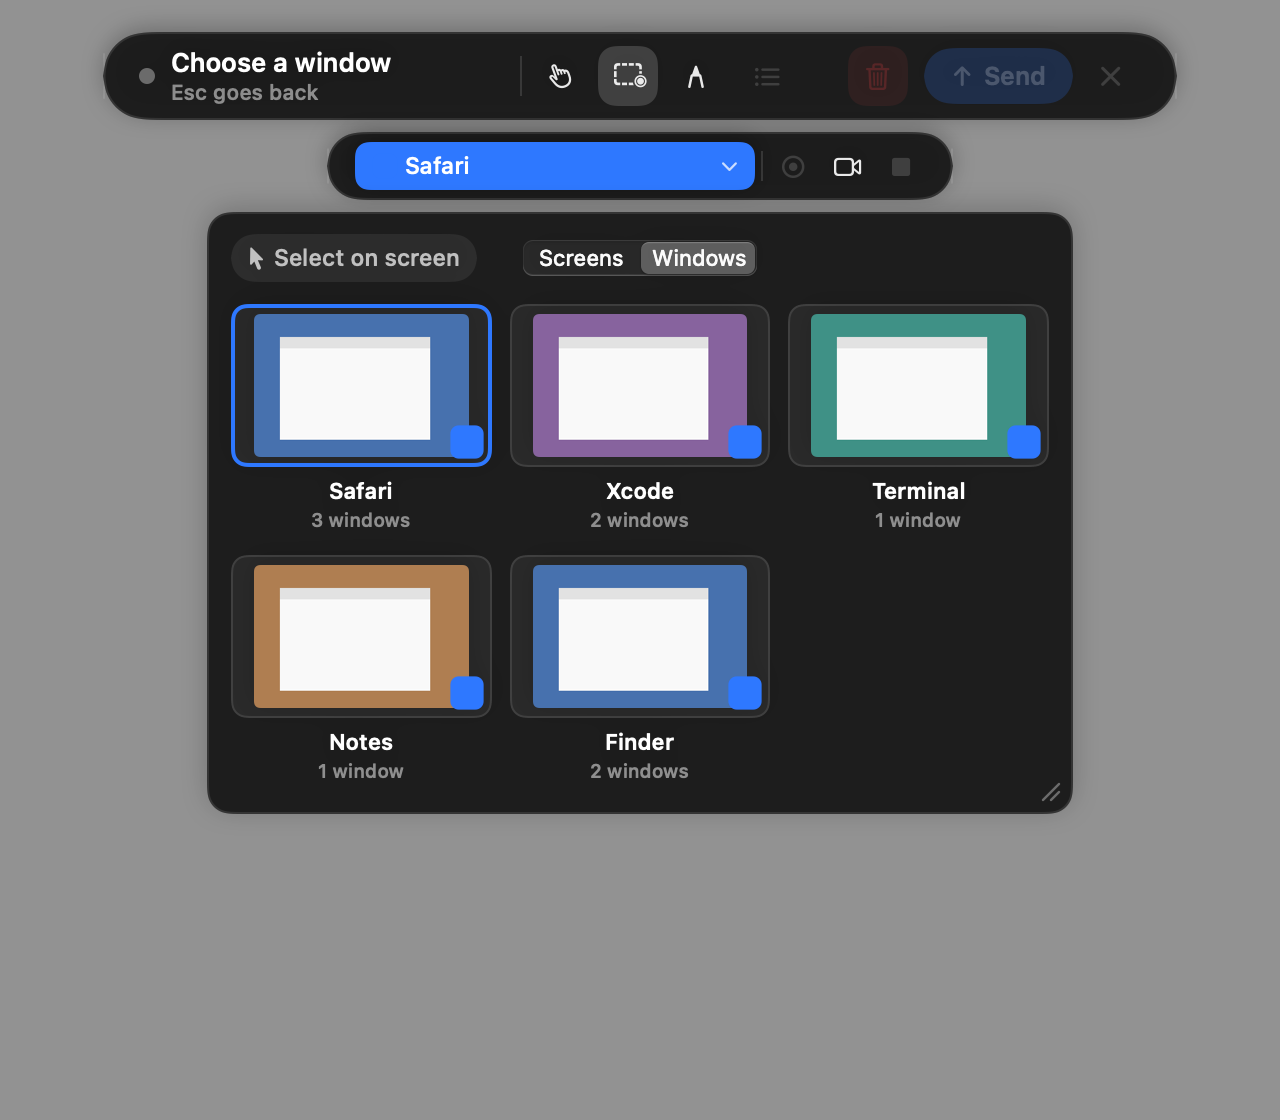 Choose a window
Esc goes back
Send
Safari
Select on screen
Screens
Windows
Safari
3 windows
Xcode
2 windows
Terminal
1 window
Notes
1 window
Finder
2 windows